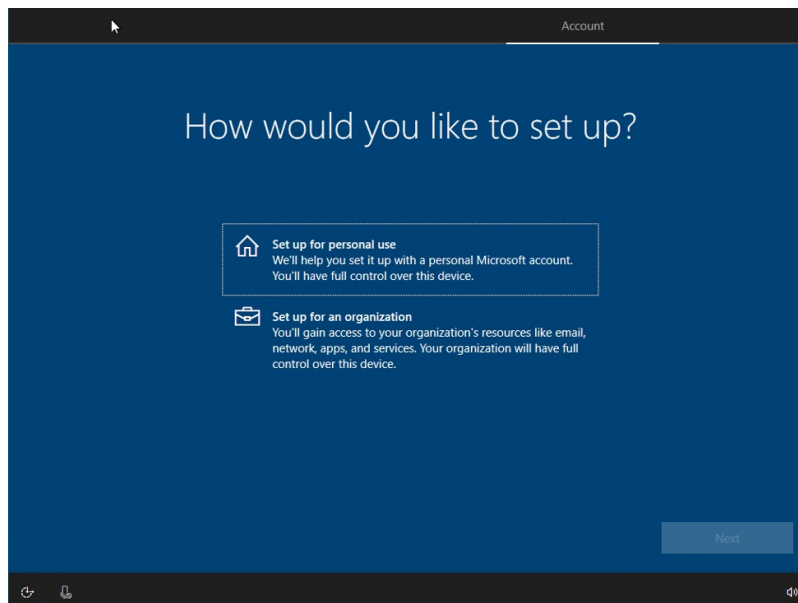 Account
How would you like to set up?
Set up for personal use
We'll help you set it up with a personal Microsoft account.
You'll have full control over this device.
Set up for an organization
You'll gain access to your organization's resources like email,
network, apps, and services. Your organization will have full
control over this device.
Next